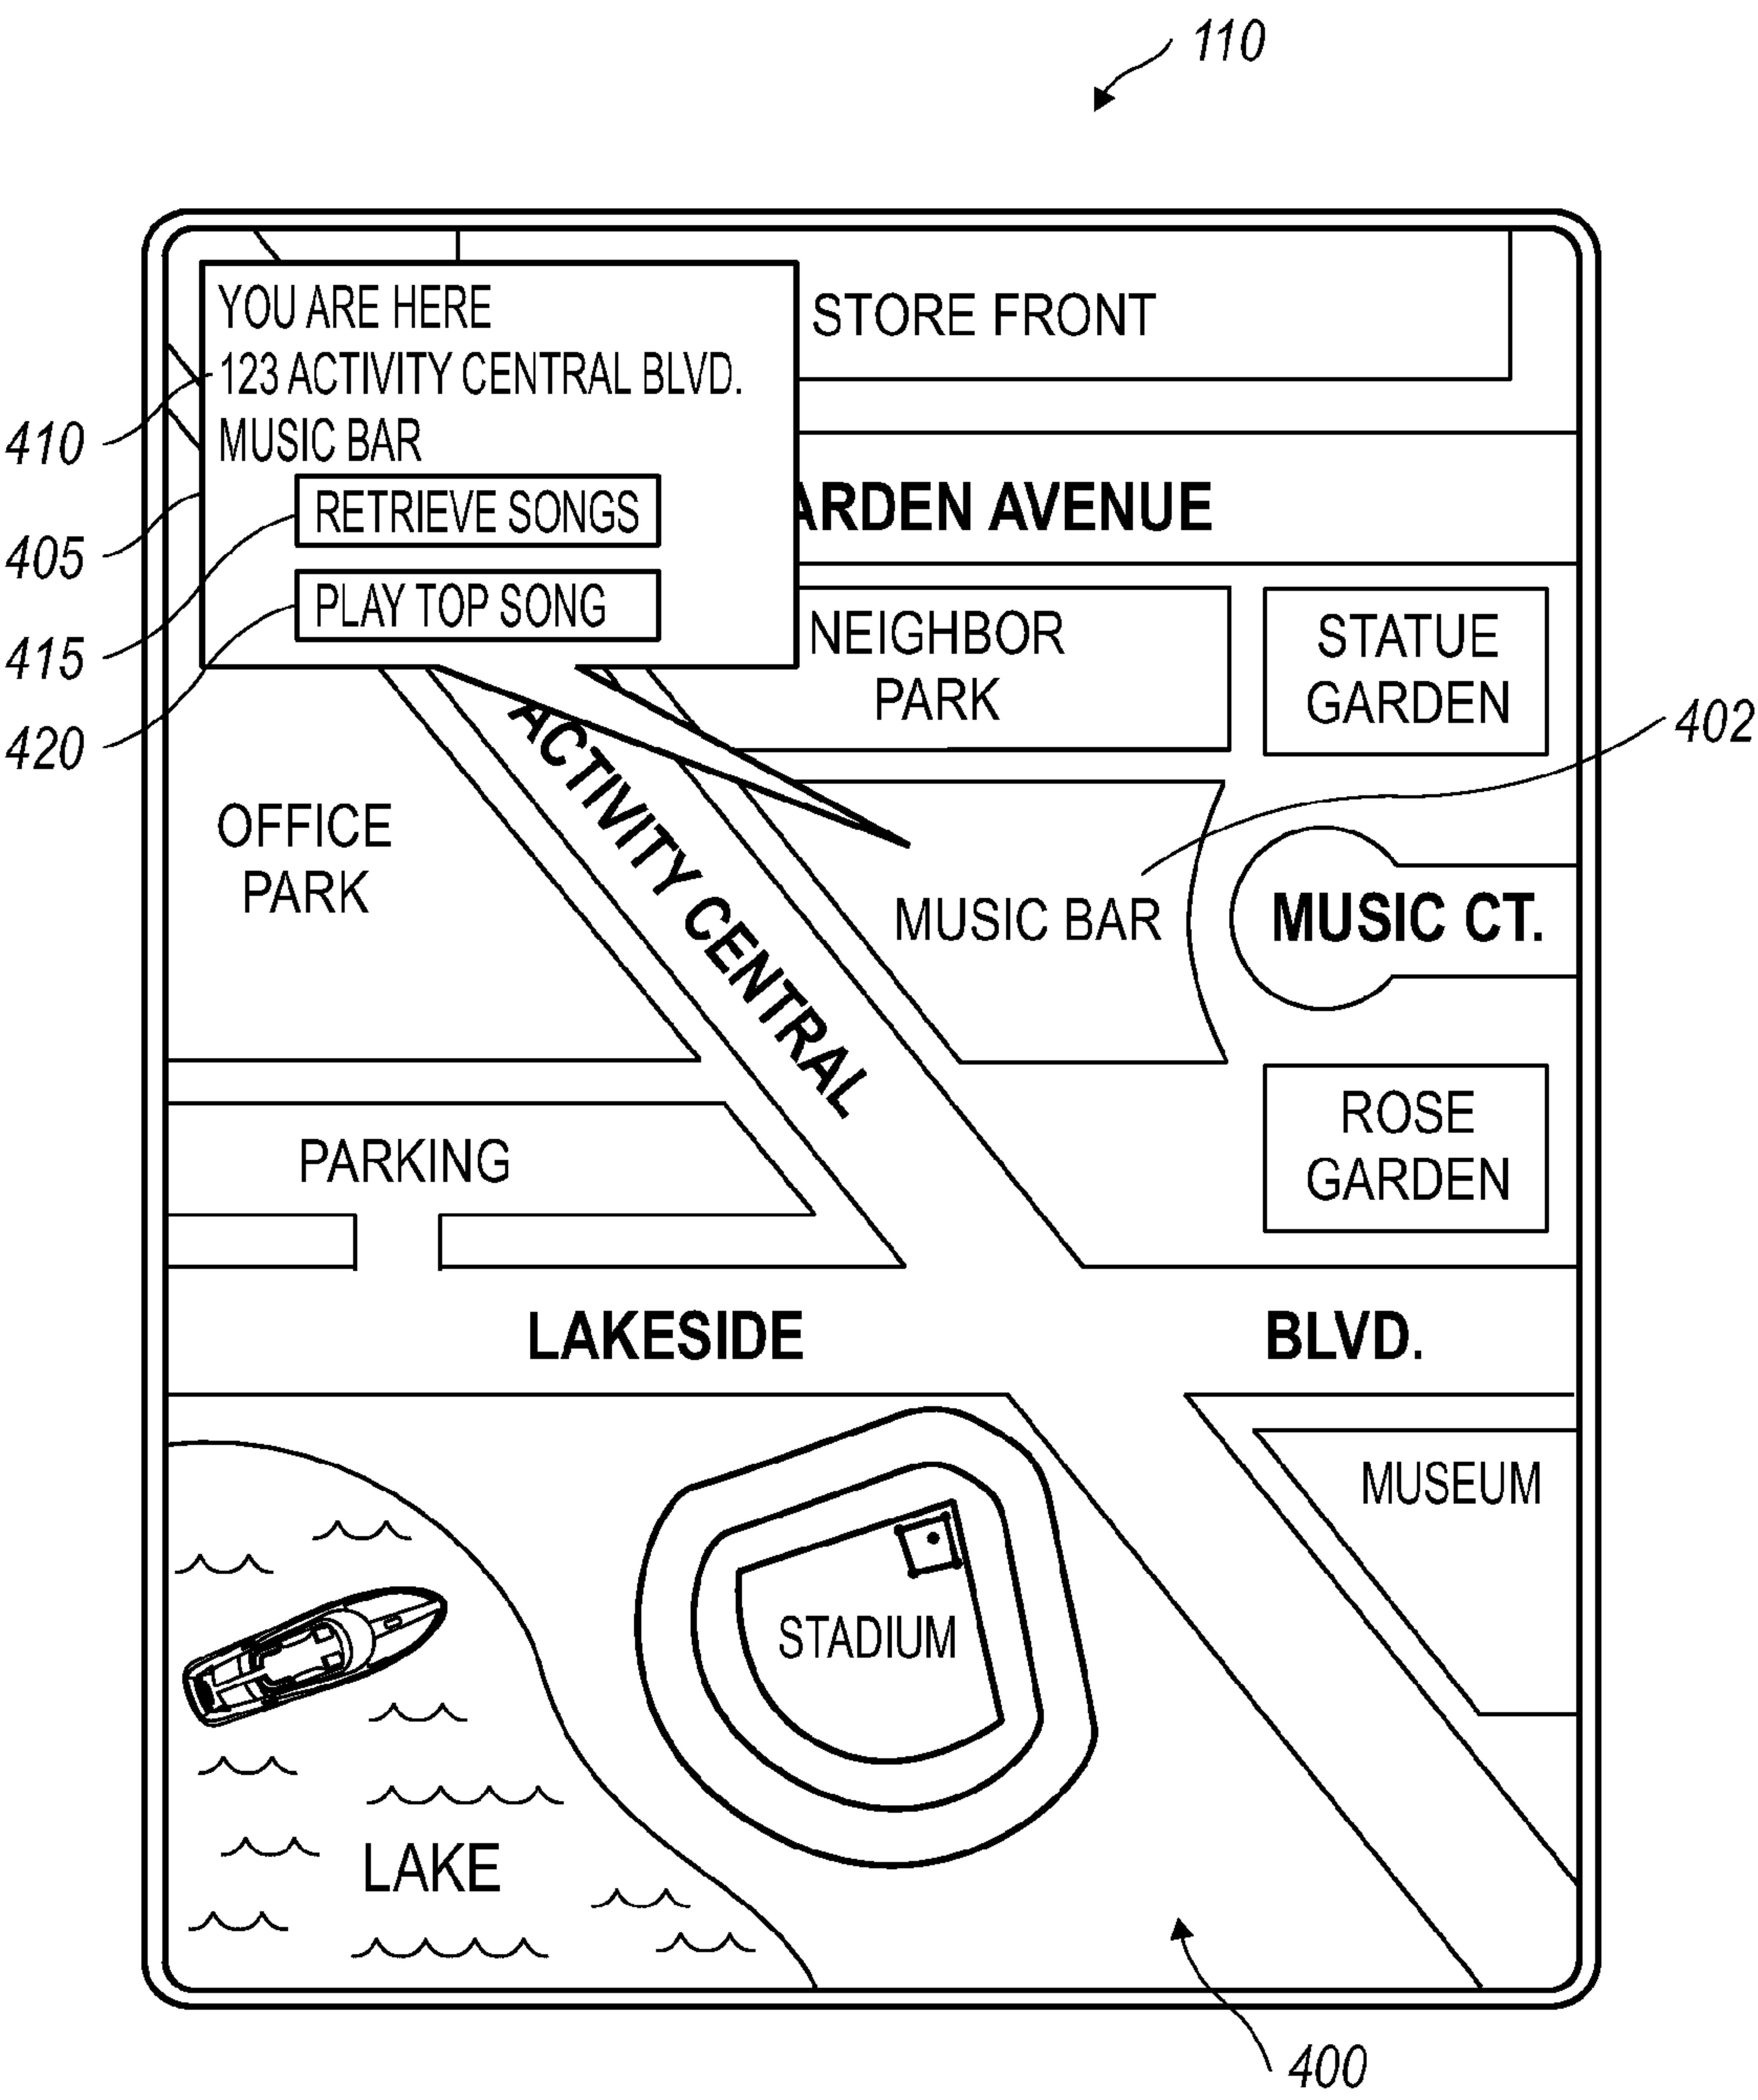 110
YOU ARE HERE
123 ACTIVITY CENTRAL BLVD.
MUSIC BAR
RETRIEVE SONGS
PLAY TOP SONG
410
405
415
420
STORE FRONT
ARDEN AVENUE
NEIGHBOR
PARK
STATUE
GARDEN
402
OFFICE
PARK
ACTIVITY CENTRAL
MUSIC BAR
MUSIC CT.
PARKING
ROSE
GARDEN
LAKESIDE BLVD.
MUSEUM
STADIUM
LAKE
400